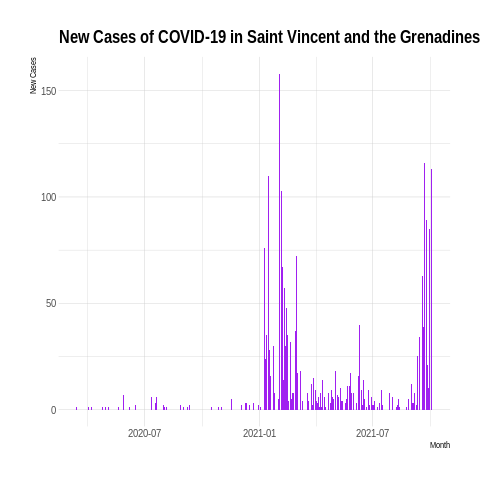 New Cases of COVID-19 in Saint Vincent and the Grenadines
New Cases
150
100
50
0
2020-07 2021-01 2021-07
Month